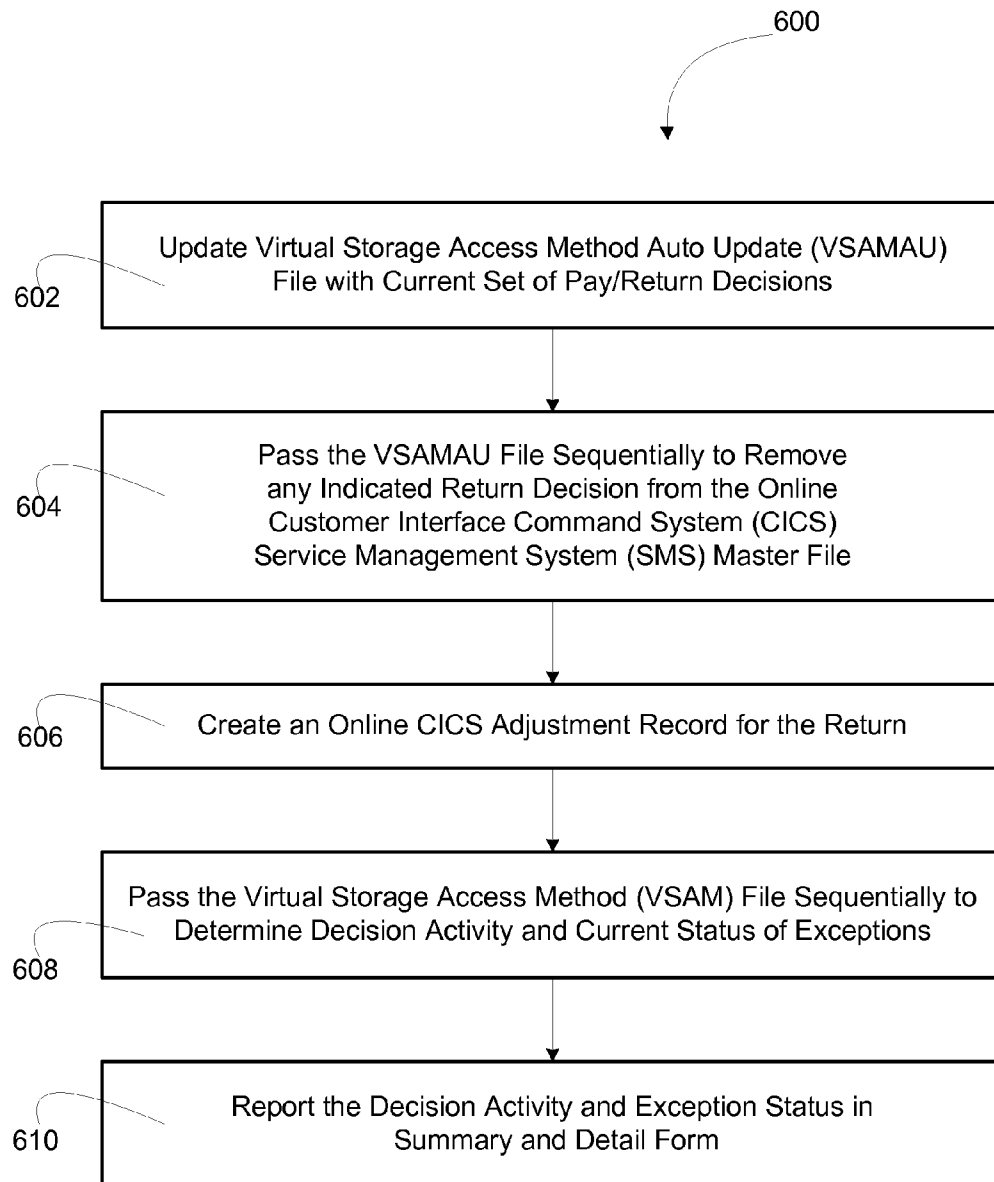 600
Update Virtual Storage Access Method Auto Update (VSAMAU)
File with Current Set of Pay/Return Decisions
602
Pass the VSAMAU File Sequentially to Remove
any Indicated Return Decision from the Online
Customer Interface Command System (CICS)
Service Management System (SMS) Master File
604
Create an Online CICS Adjustment Record for the Return
606
Pass the Virtual Storage Access Method (VSAM) File Sequentially to
Determine Decision Activity and Current Status of Exceptions
608
Report the Decision Activity and Exception Status in
Summary and Detail Form
610